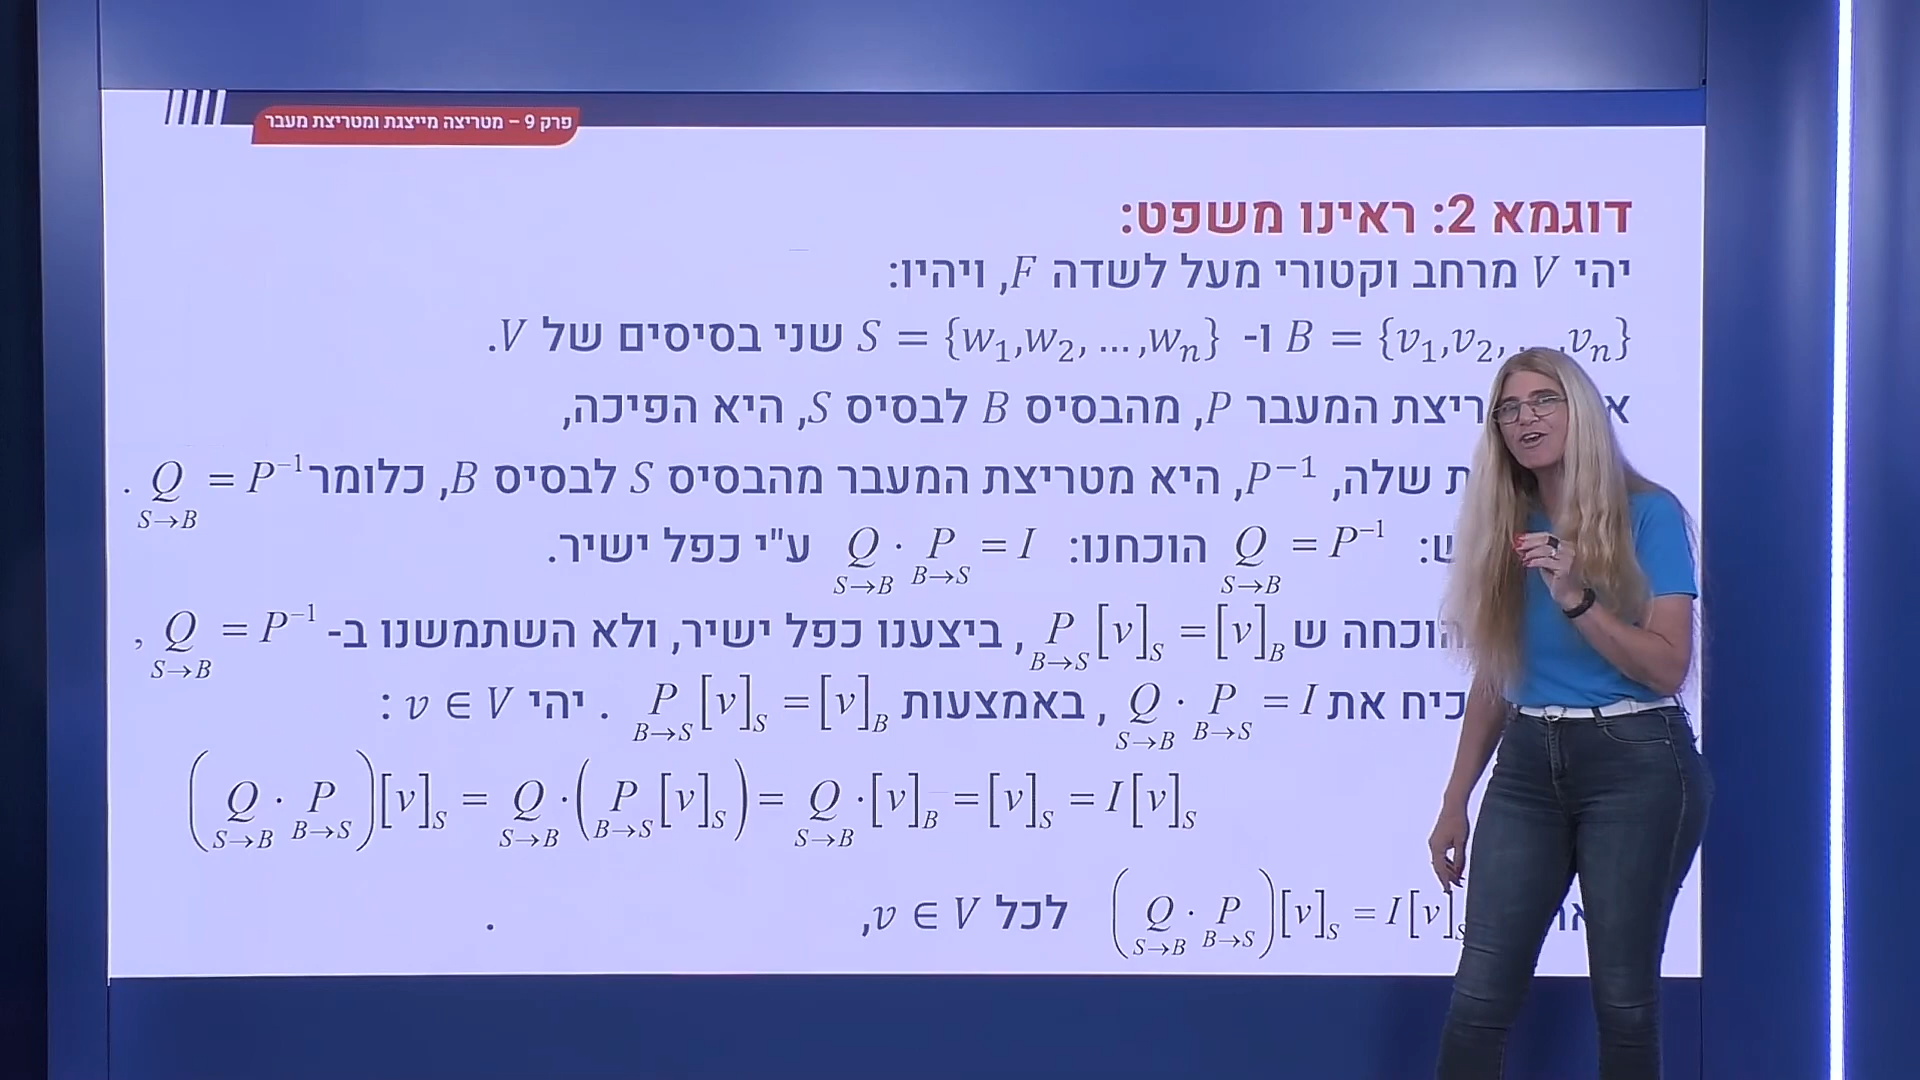 פרק 9 – מטריצה מייצגת ומטריצת מעבר
דוגמא 2: ראינו משפט:
יהי V מרחב וקטורי מעל לשדה F, ויהיו:
B = {v₁,v₂, ...,vₙ} ו- S = {w₁,w₂, ...,wₙ} שני בסיסים של V.
המעבר P, מהבסיס B לבסיס S, היא הפיכה,
שלה, P⁻¹, היא מטריצת המעבר מהבסיס S לבסיס B, כלומר Q_{S→B} = P⁻¹ .
Q_{S→B} = P⁻¹ הוכחנו: Q_{S→B} · P_{B→S} = I ע"י כפל ישיר.
P_{B→S} [v]_S = [v]_B , ביצענו כפל ישיר, ולא השתמשנו ב- Q_{S→B} = P⁻¹ ,
את Q_{S→B} · P_{B→S} = I , באמצעות P_{B→S} [v]_S = [v]_B . יהי v ∈ V :
(Q_{S→B} · P_{B→S}) [v]_S = Q_{S→B} · (P_{B→S} [v]_S) = Q_{S→B} · [v]_B = [v]_S = I [v]_S
(Q_{S→B} · P_{B→S}) [v]_S = I [v]_S לכל v ∈ V, .